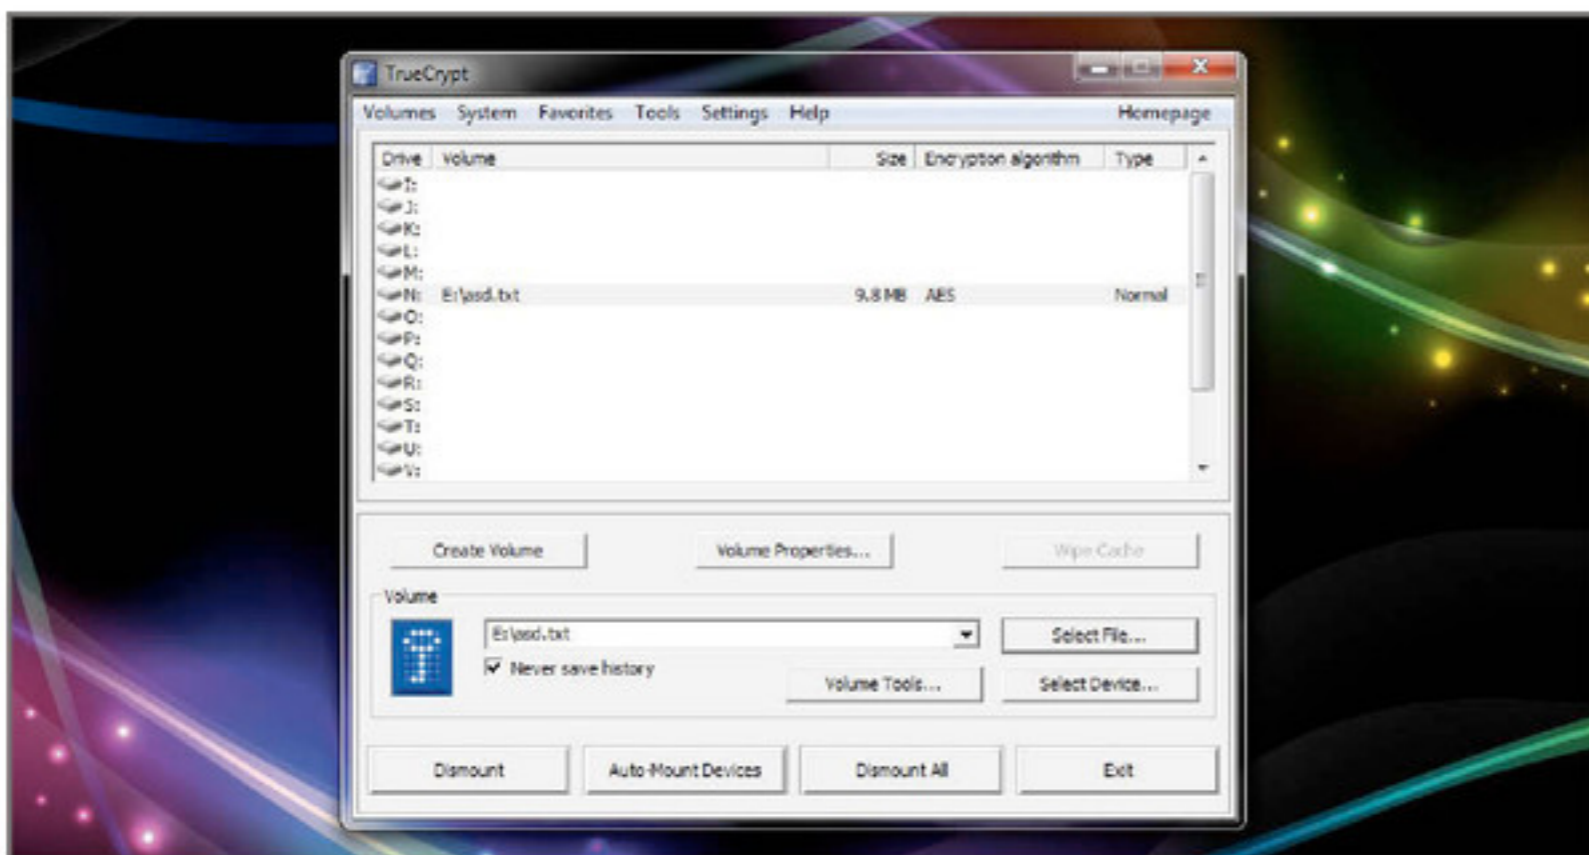 TrueCrypt
Volumes System Favorites Tools Settings Help Homepage
Drive Volume Size Encryption algorithm Type
I:
J:
K:
L:
M:
N: E:\asd.txt 9.8 MB AES Normal
O:
P:
Q:
R:
S:
T:
U:
V:
Create Volume Volume Properties... Wipe Cache
Volume
E:\asd.txt Select File...
Never save history
Volume Tools... Select Device...
Dismount Auto-Mount Devices Dismount All Exit